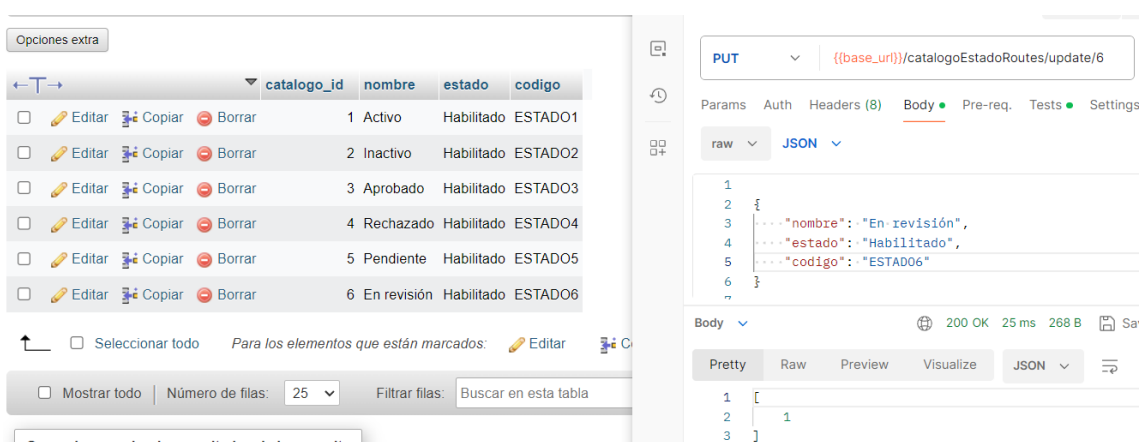 Opciones extra
catalogo_id nombre estado codigo
Editar Copiar Borrar 1 Activo Habilitado ESTADO1
Editar Copiar Borrar 2 Inactivo Habilitado ESTADO2
Editar Copiar Borrar 3 Aprobado Habilitado ESTADO3
Editar Copiar Borrar 4 Rechazado Habilitado ESTADO4
Editar Copiar Borrar 5 Pendiente Habilitado ESTADO5
Editar Copiar Borrar 6 En revisión Habilitado ESTADO6
Seleccionar todo Para los elementos que están marcados: Editar
Mostrar todo Número de filas: 25 Filtrar filas: Buscar en esta tabla
PUT {{base_url}}/catalogoEstadoRoutes/update/6
Params Auth Headers (8) Body Pre-req. Tests Settings
raw JSON
1
2 {
3 "nombre": "En revisión",
4 "estado": "Habilitado",
5 "codigo": "ESTADO6"
6 }
Body 200 OK 25 ms 268 B
Pretty Raw Preview Visualize JSON
1 [
2 1
3 ]